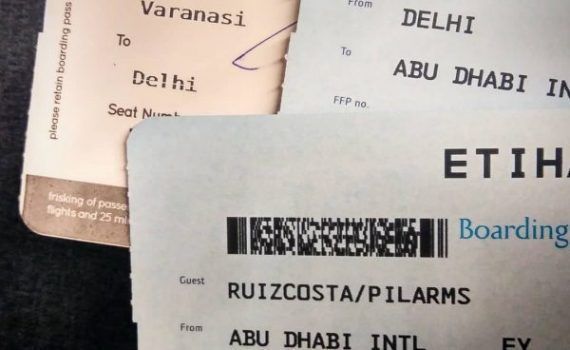 please retain boarding pass
Varanasi
To
Delhi
Seat Num
frisking of passe
flights and 25 mi
From
DELHI
To
ABU DHABI IN
FFP no.
ETIHA
Boarding
Guest
RUIZCOSTA/PILARMS
From
ABU DHABI INTL EY